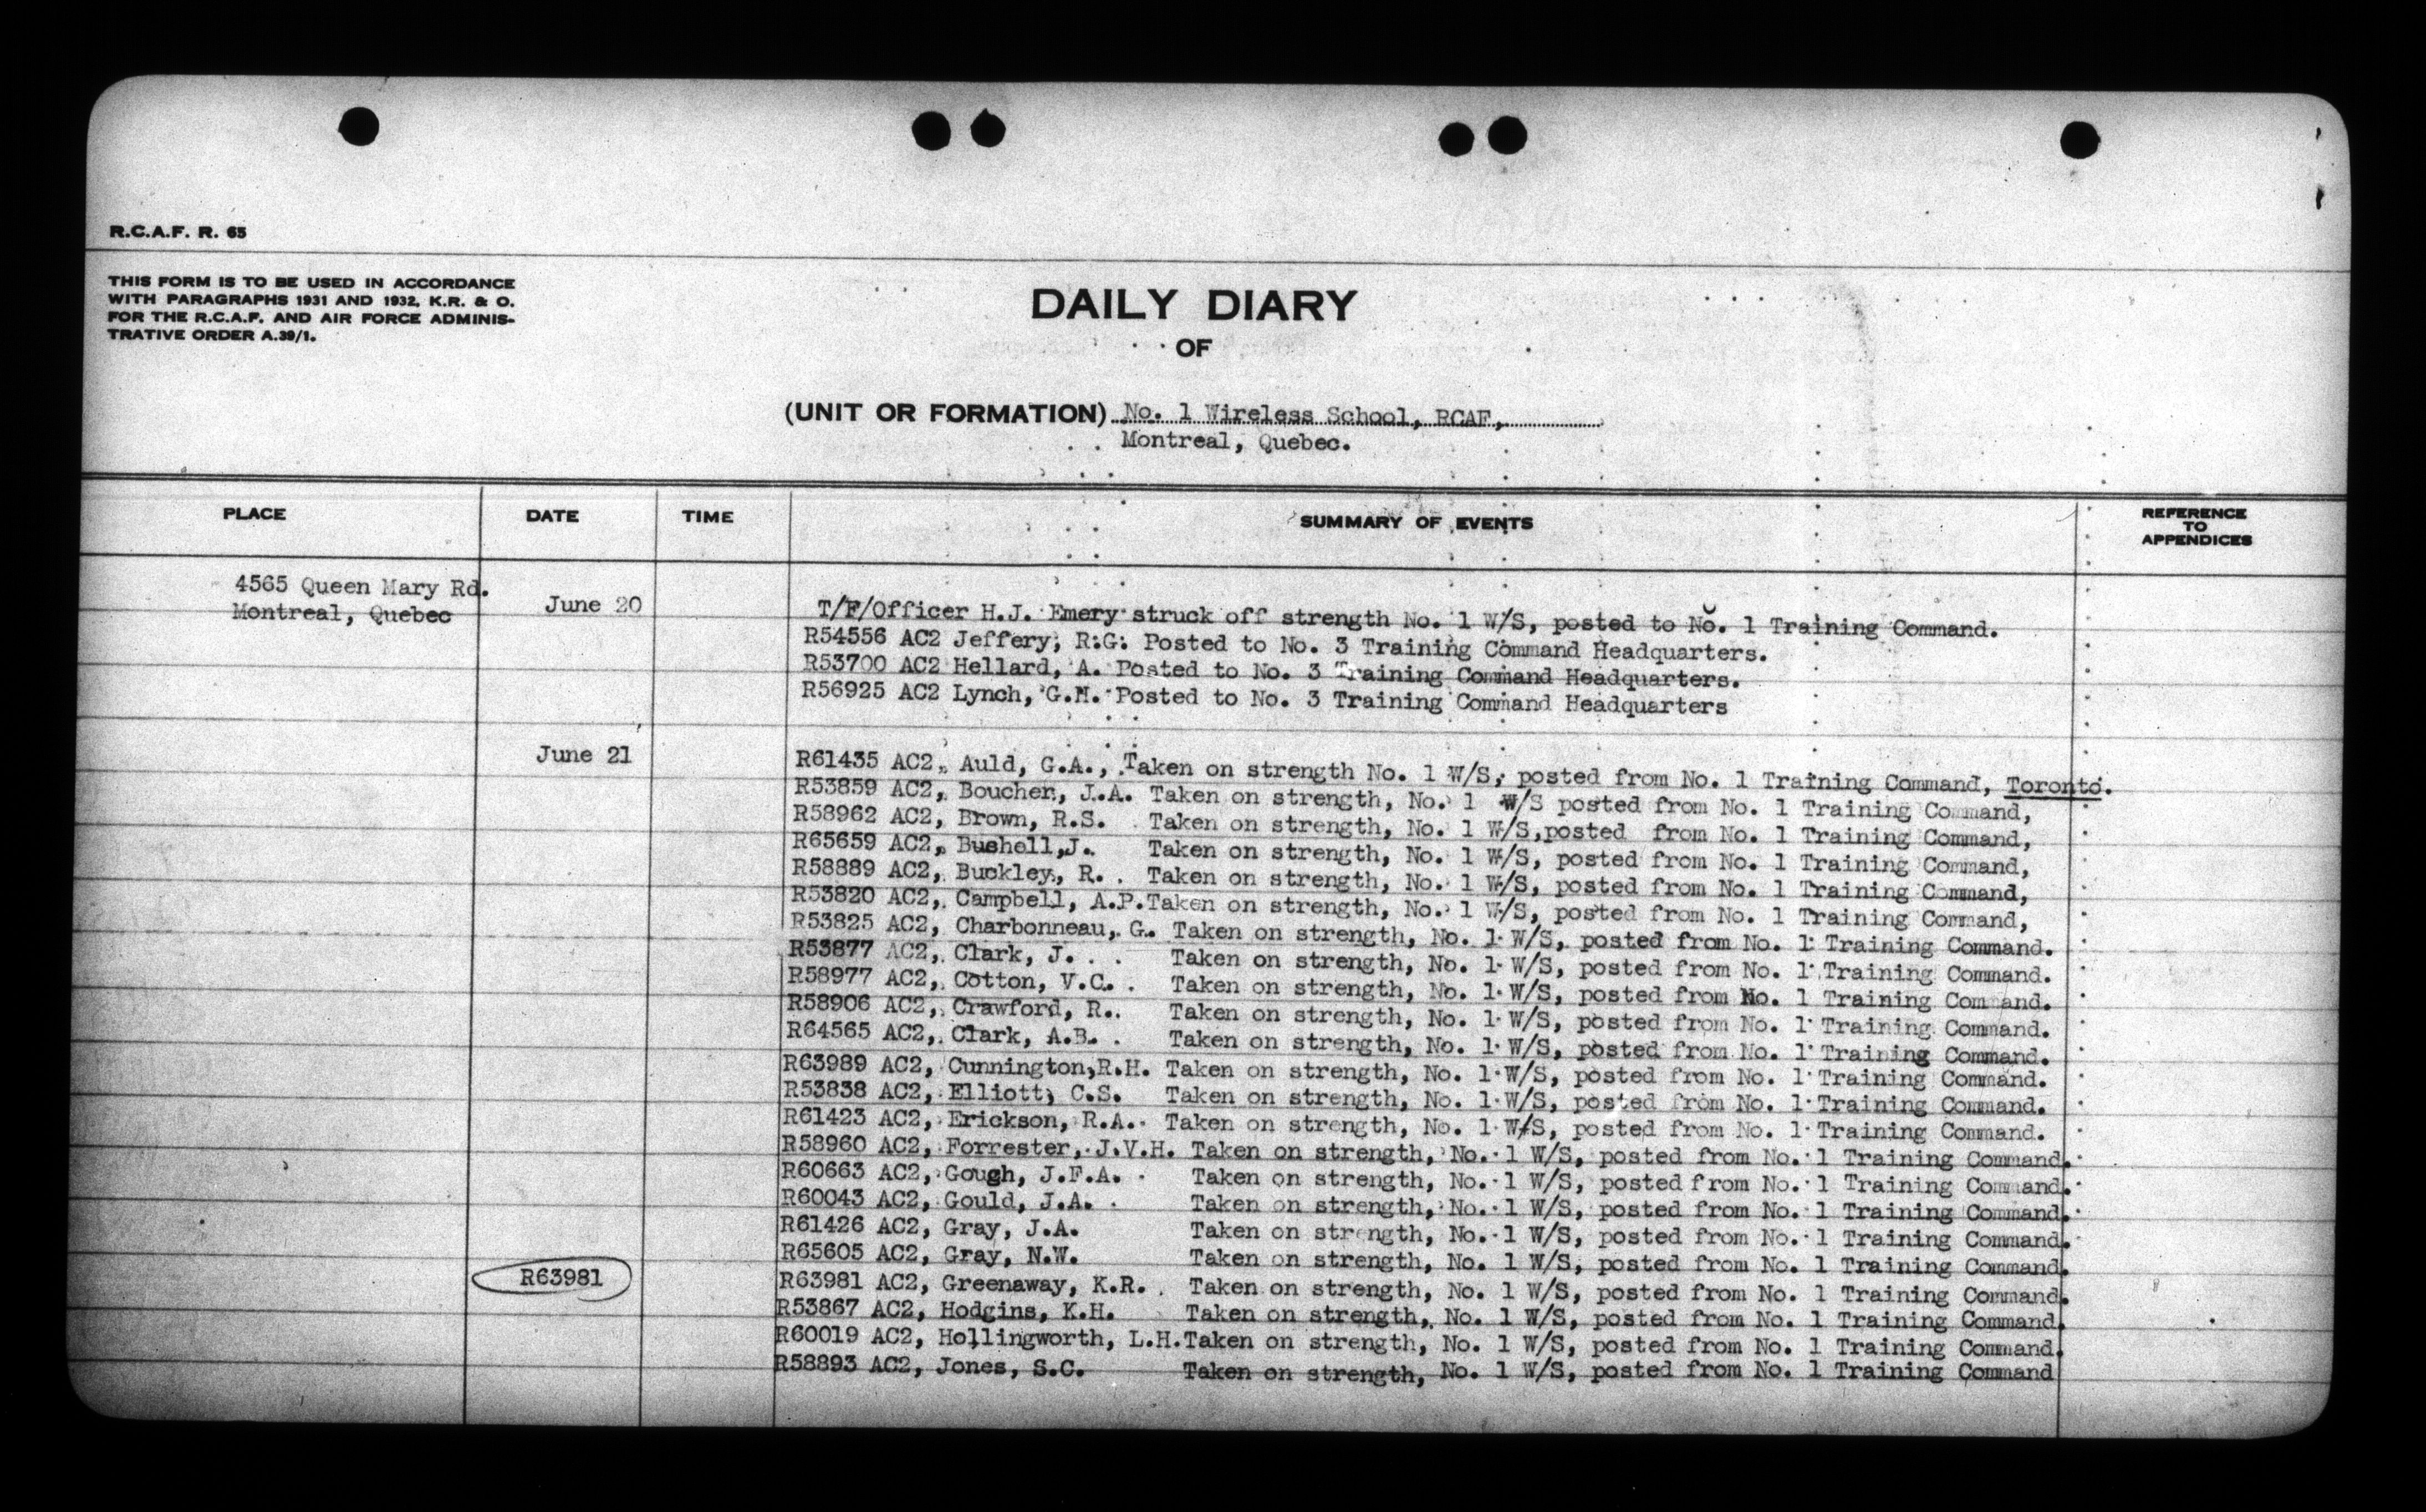 R.C.A.F. R. 65
THIS FORM IS TO BE USED IN ACCORDANCE
WITH PARAGRAPHS 1931 AND 1932, K.R. & O.
FOR THE R.C.A.F. AND AIR FORCE ADMINIS-
TRATIVE ORDER A.39/1.
DAILY DIARY
OF
(UNIT OR FORMATION) No. 1 Wireless School, RCAF,
Montreal, Quebec.
PLACE DATE TIME SUMMARY OF EVENTS REFERENCE TO APPENDICES
4565 Queen Mary Rd.
Montreal, Quebec
June 20 T/F/Officer H.J. Emery struck off strength No. 1 W/S, posted to No. 1 Training Command.
R54556 AC2 Jeffery, R.G. Posted to No. 3 Training Command Headquarters.
R53700 AC2 Hellard, A. Posted to No. 3 Training Command Headquarters.
R56925 AC2 Lynch, G.M. Posted to No. 3 Training Command Headquarters
June 21 R61435 AC2, Auld, G.A., Taken on strength No. 1 W/S, posted from No. 1 Training Command, Toronto.
R53859 AC2, Boucher, J.A. Taken on strength, No. 1 W/S posted from No. 1 Training Command,
R58962 AC2, Brown, R.S. Taken on strength, No. 1 W/S,posted from No. 1 Training Command,
R65659 AC2, Bushell,J. Taken on strength, No. 1 W/S, posted from No. 1 Training Command,
R58889 AC2, Buckley, R. Taken on strength, No. 1 W/S, posted from No. 1 Training Command,
R53820 AC2, Campbell, A.P.Taken on strength, No. 1 W/S, posted from No. 1 Training Command,
R53825 AC2, Charbonneau, G. Taken on strength, No. 1 W/S, posted from No. 1 Training Command.
R53877 AC2, Clark, J. Taken on strength, No. 1 W/S, posted from No. 1 Training Command.
R58977 AC2, Cotton, V.C. Taken on strength, No. 1 W/S, posted from No. 1 Training Command.
R58906 AC2, Crawford, R. Taken on strength, No. 1 W/S, posted from No. 1 Training Command.
R64565 AC2, Clark, A.B. Taken on strength, No. 1 W/S, posted from No. 1 Training Command.
R63989 AC2, Cunnington,R.H. Taken on strength, No. 1 W/S, posted from No. 1 Training Command.
R53838 AC2, Elliott, C.S. Taken on strength, No. 1 W/S, posted from No. 1 Training Command.
R61423 AC2, Erickson, R.A. Taken on strength, No. 1 W/S, posted from No. 1 Training Command.
R58960 AC2, Forrester, J.V.H. Taken on strength, No. 1 W/S, posted from No. 1 Training Command.
R60663 AC2, Gough, J.F.A. Taken on strength, No. 1 W/S, posted from No. 1 Training Command.
R60043 AC2, Gould, J.A. Taken on strength, No. 1 W/S, posted from No. 1 Training Command.
R61426 AC2, Gray, J.A. Taken on strength, No. 1 W/S, posted from No. 1 Training Command.
R65605 AC2, Gray, N.W. Taken on strength, No. 1 W/S, posted from No. 1 Training Command.
R63981 R63981 AC2, Greenaway, K.R. Taken on strength, No. 1 W/S, posted from No. 1 Training Command.
R53867 AC2, Hodgins, K.H. Taken on strength, No. 1 W/S, posted from No. 1 Training Command.
R60019 AC2, Hollingworth, L.H.Taken on strength, No. 1 W/S, posted from No. 1 Training Command.
R58893 AC2, Jones, S.C. Taken on strength, No. 1 W/S, posted from No. 1 Training Command